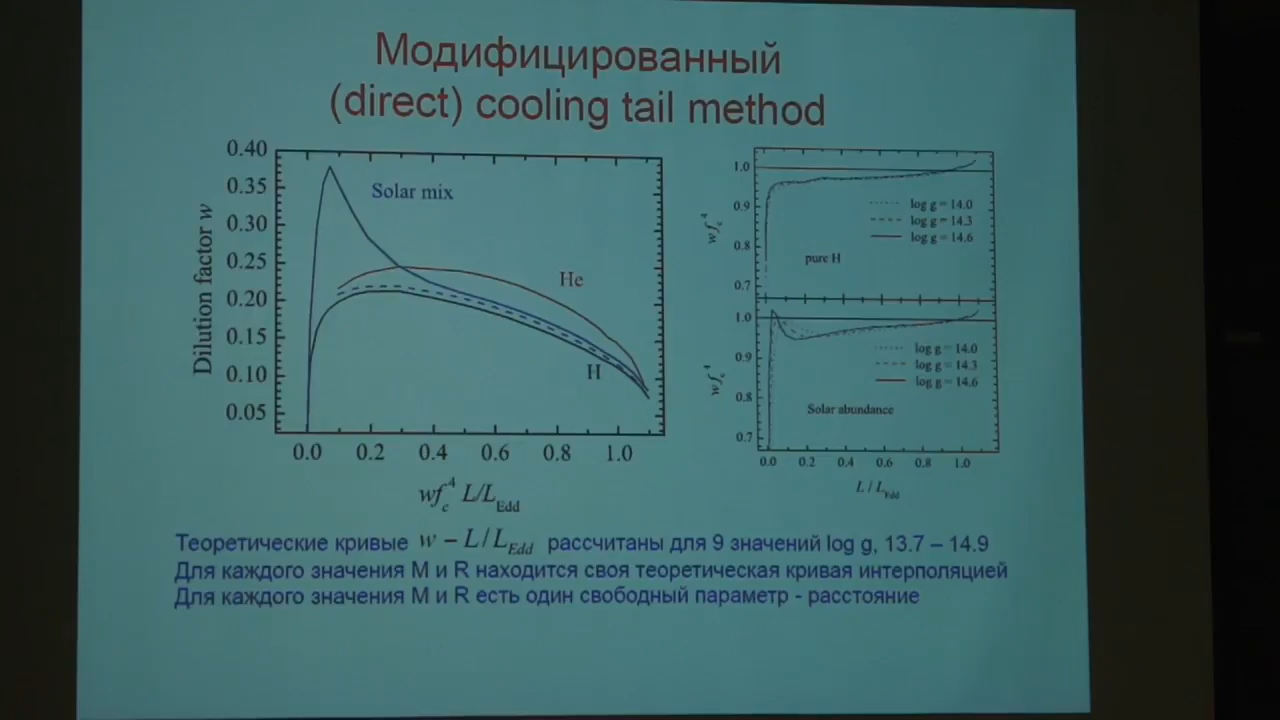 Модифицированный
(direct) cooling tail method
0.40
0.35
0.30
0.25
0.20
0.15
0.10
0.05
Dilution factor w
Solar mix
He
H
0.0 0.2 0.4 0.6 0.8 1.0
wf_c^4 L/L_Edd
1.0
0.9
0.8
0.7
wf_c^4
log g = 14.0
log g = 14.3
log g = 14.6
pure H
1.0
0.9
0.8
0.7
wf_c^4
log g = 14.0
log g = 14.3
log g = 14.6
Solar abundance
0.0 0.2 0.4 0.6 0.8 1.0
L / L_Edd
Теоретические кривые w – L / L_Edd рассчитаны для 9 значений log g, 13.7 – 14.9
Для каждого значения М и R находится своя теоретическая кривая интерполяцией
Для каждого значения М и R есть один свободный параметр - расстояние